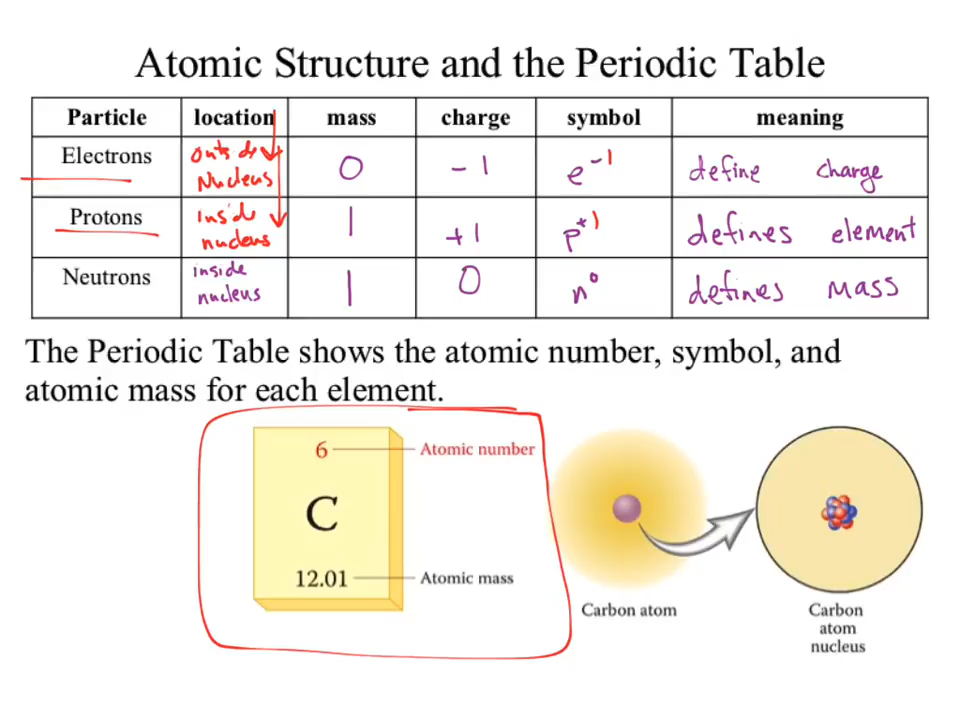 Atomic Structure and the Periodic Table
Particle location mass charge symbol meaning
Electrons outside Nucleus 0 -1 e⁻¹ define charge
Protons inside nucleus 1 +1 p⁺¹ defines element
Neutrons inside nucleus 1 0 n⁰ defines mass
The Periodic Table shows the atomic number, symbol, and
atomic mass for each element.
6 Atomic number
C
12.01 Atomic mass
Carbon atom
Carbon
atom
nucleus